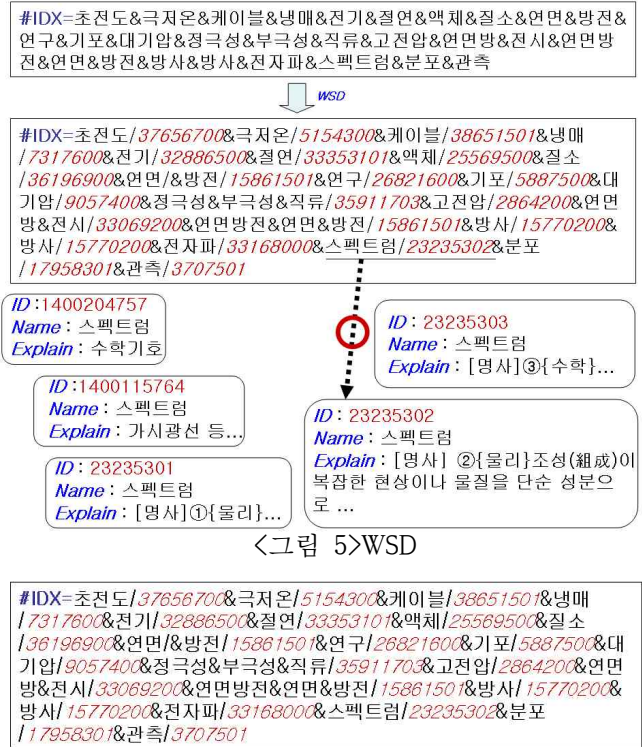 #IDX=초전도&극저온&케이블&냉매&전기&절연&액체&질소&연면&방전&
연구&기포&대기압&정극성&부극성&직류&고전압&연면방&전시&연면방
전&연면&방전&방사&방사&전자파&스펙트럼&분포&관측
WSD
#IDX=초전도/37656700&극저온/5154300&케이블/38651501&냉매
/7317600&전기/32886500&절연/33353101&액체/25569500&질소
/36196900&연면/&방전/15861501&연구/26821600&기포/5887500&대
기압/9057400&정극성&부극성&직류/35911703&고전압/2864200&연면
방&전시/33069200&연면방전&연면&방전/15861501&방사/15770200&
방사/15770200&전자파/33168000&스펙트럼/23235302&분포
/17958301&관측/3707501
ID :1400204757
Name : 스펙트럼
Explain : 수학기호
ID : 23235303
Name : 스펙트럼
Explain : [명사]③{수학}...
ID :1400115764
Name : 스펙트럼
Explain : 가시광선 등...
ID : 23235302
Name : 스펙트럼
Explain : [명사] ②{물리}조성(組成)이
복잡한 현상이나 물질을 단순 성분으
로 ...
ID : 23235301
Name : 스펙트럼
Explain : [명사]①{물리}...
<그림 5>WSD
#IDX=초전도/37656700&극저온/5154300&케이블/38651501&냉매
/7317600&전기/32886500&절연/33353101&액체/25569500&질소
/36196900&연면/&방전/15861501&연구/26821600&기포/5887500&대
기압/9057400&정극성&부극성&직류/35911703&고전압/2864200&연면
방&전시/33069200&연면방전&연면&방전/15861501&방사/15770200&
방사/15770200&전자파/33168000&스펙트럼/23235302&분포
/17958301&관측/3707501